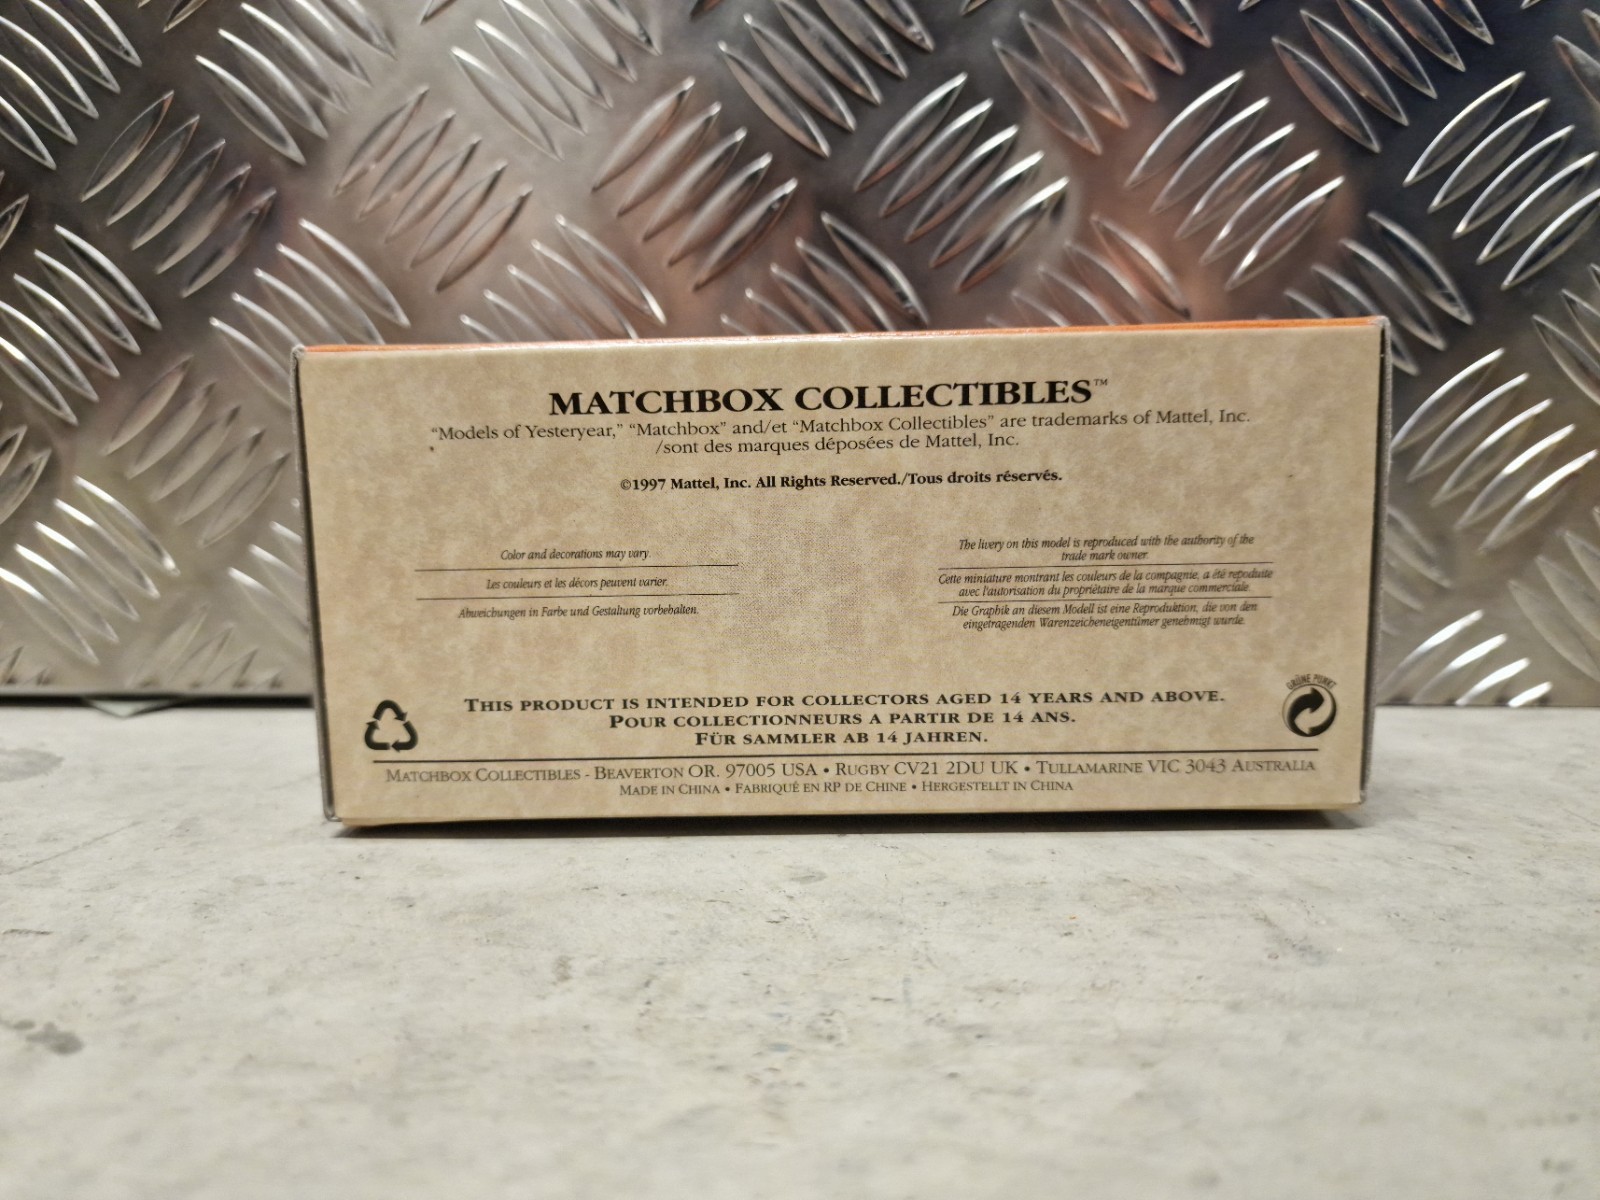 MATCHBOX COLLECTIBLES™
"Models of Yesteryear," "Matchbox" and/et "Matchbox Collectibles" are trademarks of Mattel, Inc.
/sont des marques déposées de Mattel, Inc.
©1997 Mattel, Inc. All Rights Reserved./Tous droits réservés.
Color and decorations may vary.
Les couleurs et les décors peuvent varier.
Abweichungen in Farbe und Gestaltung vorbehalten.
The livery on this model is reproduced with the authority of the
trade mark owner.
Cette miniature montrant les couleurs de la compagnie, a été repoduite
avec l'autorisation du propriètaire de la marque commerciale.
Die Graphik an diesem Modell ist eine Reproduktion, die von den
eingetragenden Warenzeicheneigentümer genehmigt wurde.
GRÜNE PUNKT
THIS PRODUCT IS INTENDED FOR COLLECTORS AGED 14 YEARS AND ABOVE.
POUR COLLECTIONNEURS A PARTIR DE 14 ANS.
FÜR SAMMLER AB 14 JAHREN.
MATCHBOX COLLECTIBLES - BEAVERTON OR. 97005 USA • RUGBY CV21 2DU UK • TULLAMARINE VIC 3043 AUSTRALIA
MADE IN CHINA • FABRIQUÉ EN RP DE CHINE • HERGESTELLT IN CHINA